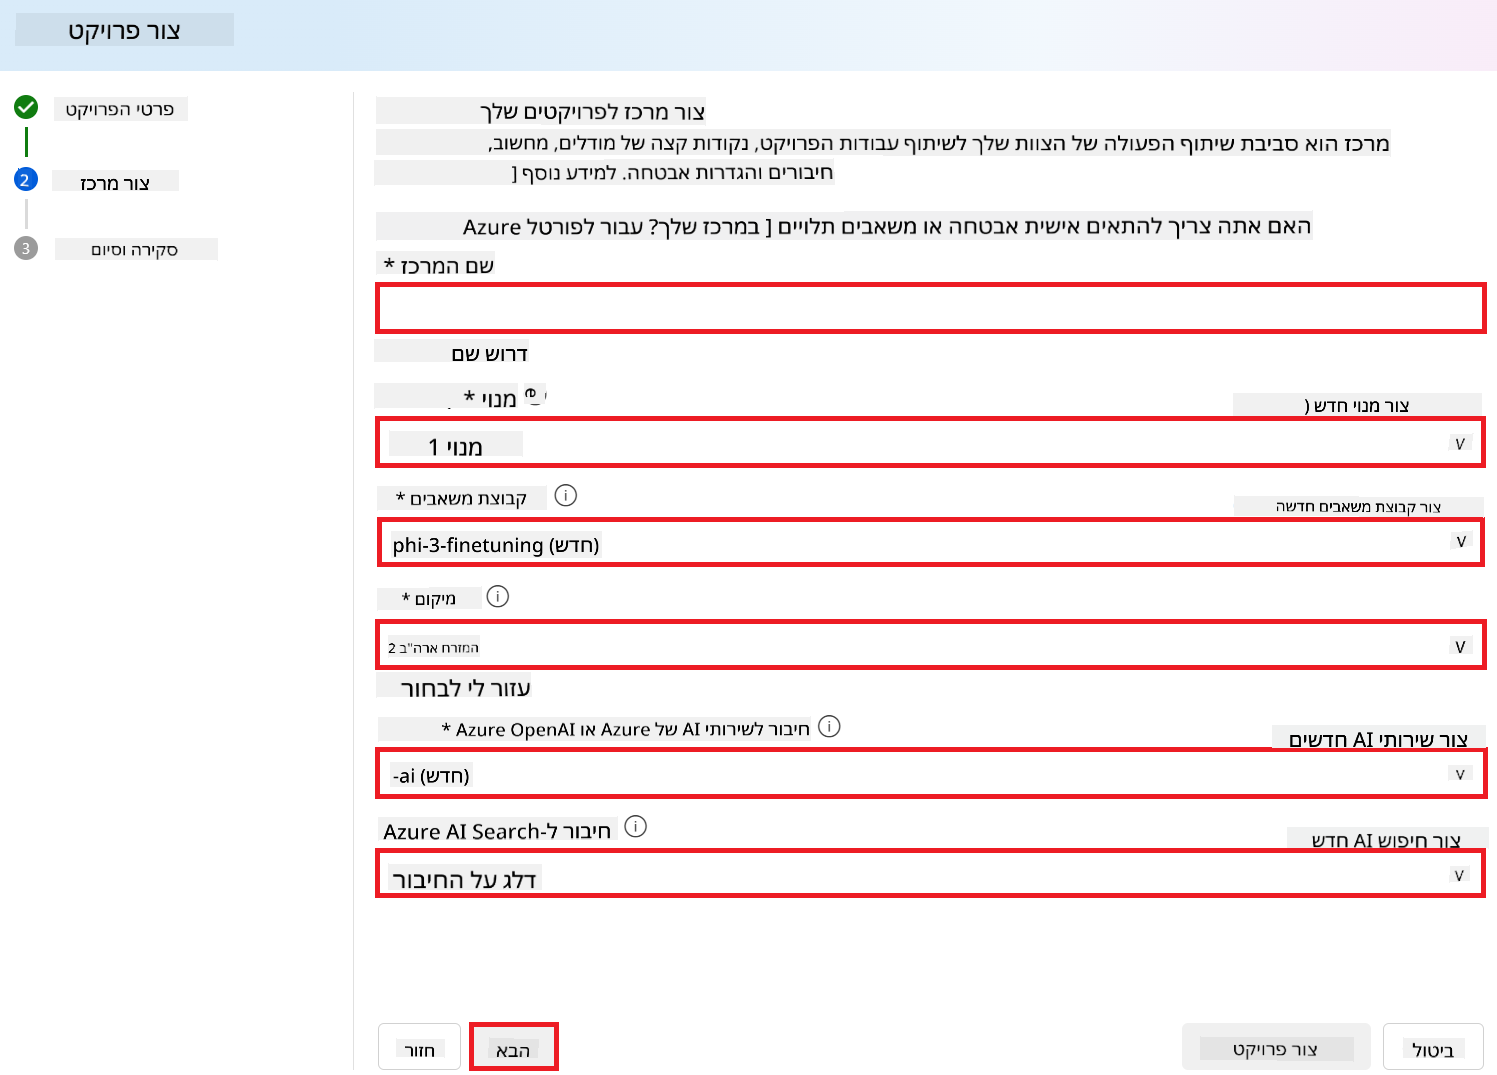 צור פרויקט
פרטי הפרויקט
2
צור מרכז
3
סקירה וסיום
צור מרכז לפרויקטים שלך
מרכז הוא סביבת שיתוף הפעולה של הצוות שלך לשיתוף עבודות הפרויקט, נקודות קצה של מודלים, מחשוב,
חיבורים והגדרות אבטחה. למידע נוסף [
האם אתה צריך להתאים אישית אבטחה או משאבים תלויים [ במרכז שלך? עבור לפורטל Azure
שם המרכז *
דרוש שם
מנוי *
צור מנוי חדש (
מנוי 1
קבוצת משאבים *
צור קבוצת משאבים חדשה
phi-3-finetuning (חדש)
מיקום *
המזרח ארה"ב 2
עזור לי לבחור
חיבור לשירותי AI של Azure או Azure OpenAI *
צור שירותי AI חדשים
-ai (חדש)
חיבור ל-Azure AI Search
צור חיפוש AI חדש
דלג על החיבור
חזור
הבא
צור פרויקט
ביטול